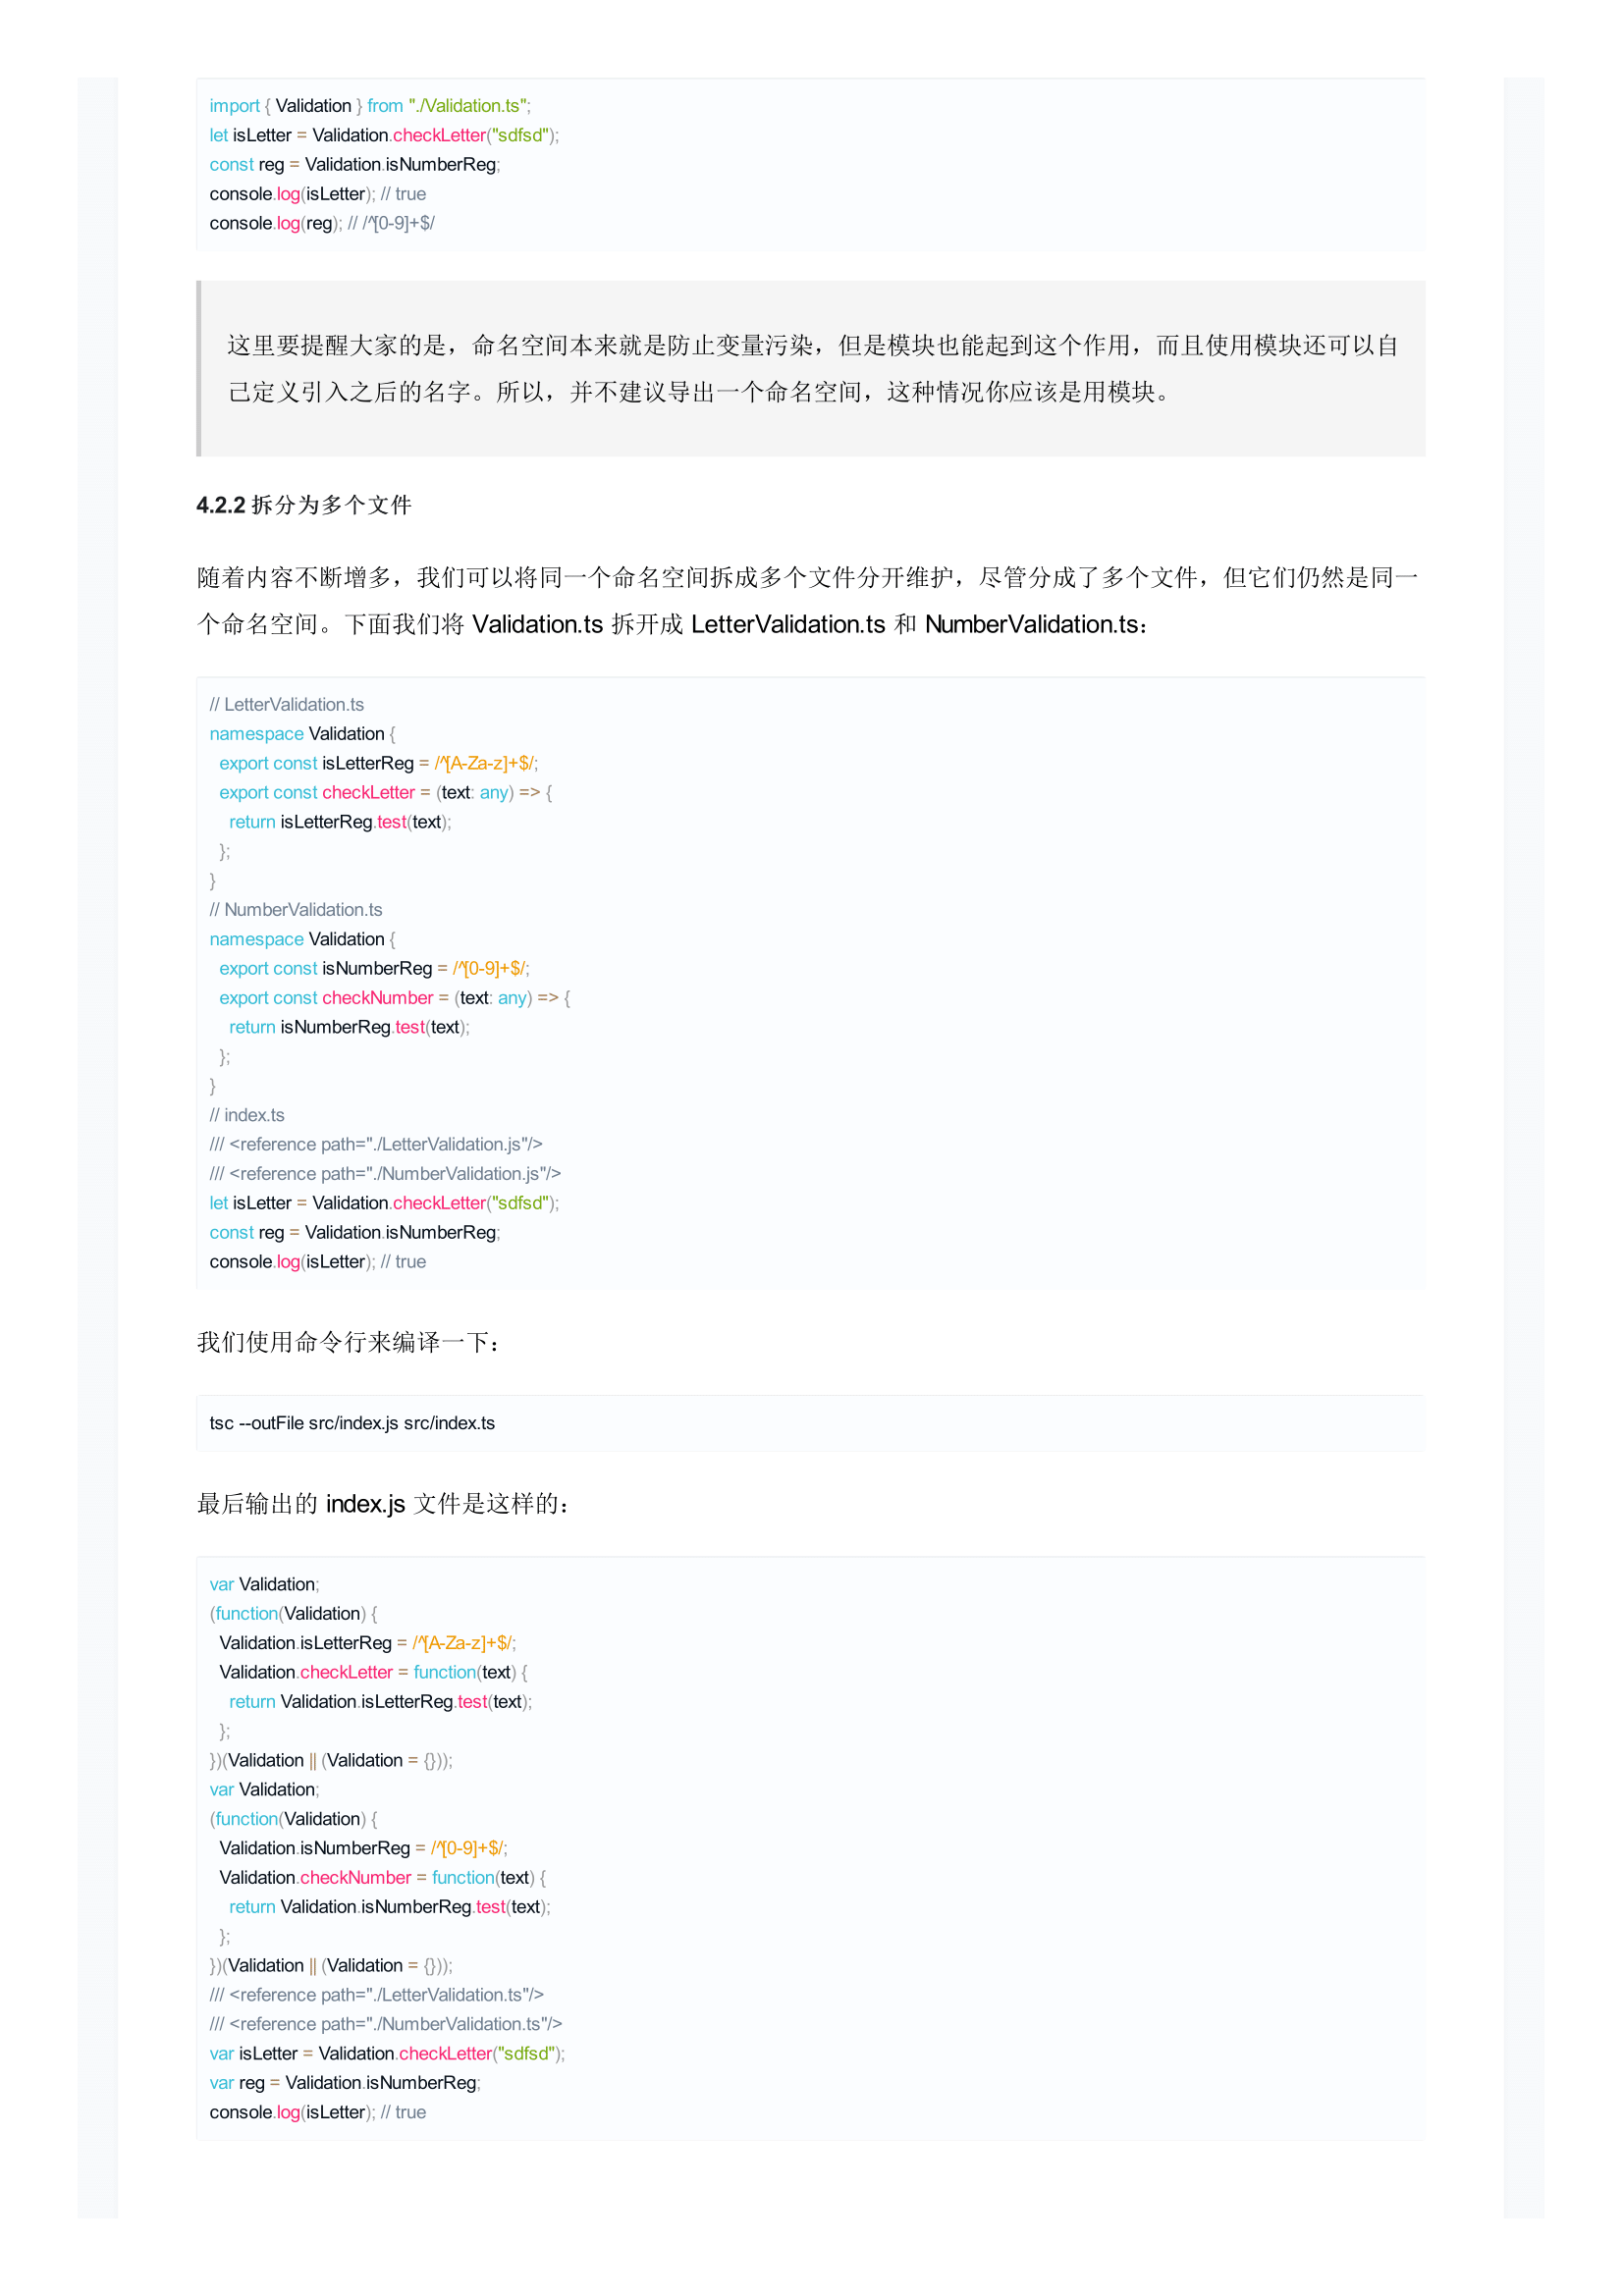 import { Validation } from "./Validation.ts";
let isLetter = Validation.checkLetter("sdfsd");
const reg = Validation.isNumberReg;
console.log(isLetter); // true
console.log(reg); // /^[0-9]+$/
这里要提醒大家的是，命名空间本来就是防止变量污染，但是模块也能起到这个作用，而且使用模块还可以自
己定义引入之后的名字。所以，并不建议导出一个命名空间，这种情况你应该是用模块。
4.2.2 拆分为多个文件
随着内容不断增多，我们可以将同一个命名空间拆成多个文件分开维护，尽管分成了多个文件，但它们仍然是同一
个命名空间。下面我们将 Validation.ts 拆开成 LetterValidation.ts 和 NumberValidation.ts：
// LetterValidation.ts
namespace Validation {
  export const isLetterReg = /^[A-Za-z]+$/;
  export const checkLetter = (text: any) => {
    return isLetterReg.test(text);
  };
}
// NumberValidation.ts
namespace Validation {
  export const isNumberReg = /^[0-9]+$/;
  export const checkNumber = (text: any) => {
    return isNumberReg.test(text);
  };
}
// index.ts
/// <reference path="./LetterValidation.js"/>
/// <reference path="./NumberValidation.js"/>
let isLetter = Validation.checkLetter("sdfsd");
const reg = Validation.isNumberReg;
console.log(isLetter); // true
我们使用命令行来编译一下：
tsc --outFile src/index.js src/index.ts
最后输出的 index.js 文件是这样的：
var Validation;
(function(Validation) {
  Validation.isLetterReg = /^[A-Za-z]+$/;
  Validation.checkLetter = function(text) {
    return Validation.isLetterReg.test(text);
  };
})(Validation || (Validation = {}));
var Validation;
(function(Validation) {
  Validation.isNumberReg = /^[0-9]+$/;
  Validation.checkNumber = function(text) {
    return Validation.isNumberReg.test(text);
  };
})(Validation || (Validation = {}));
/// <reference path="./LetterValidation.ts"/>
/// <reference path="./NumberValidation.ts"/>
var isLetter = Validation.checkLetter("sdfsd");
var reg = Validation.isNumberReg;
console.log(isLetter); // true